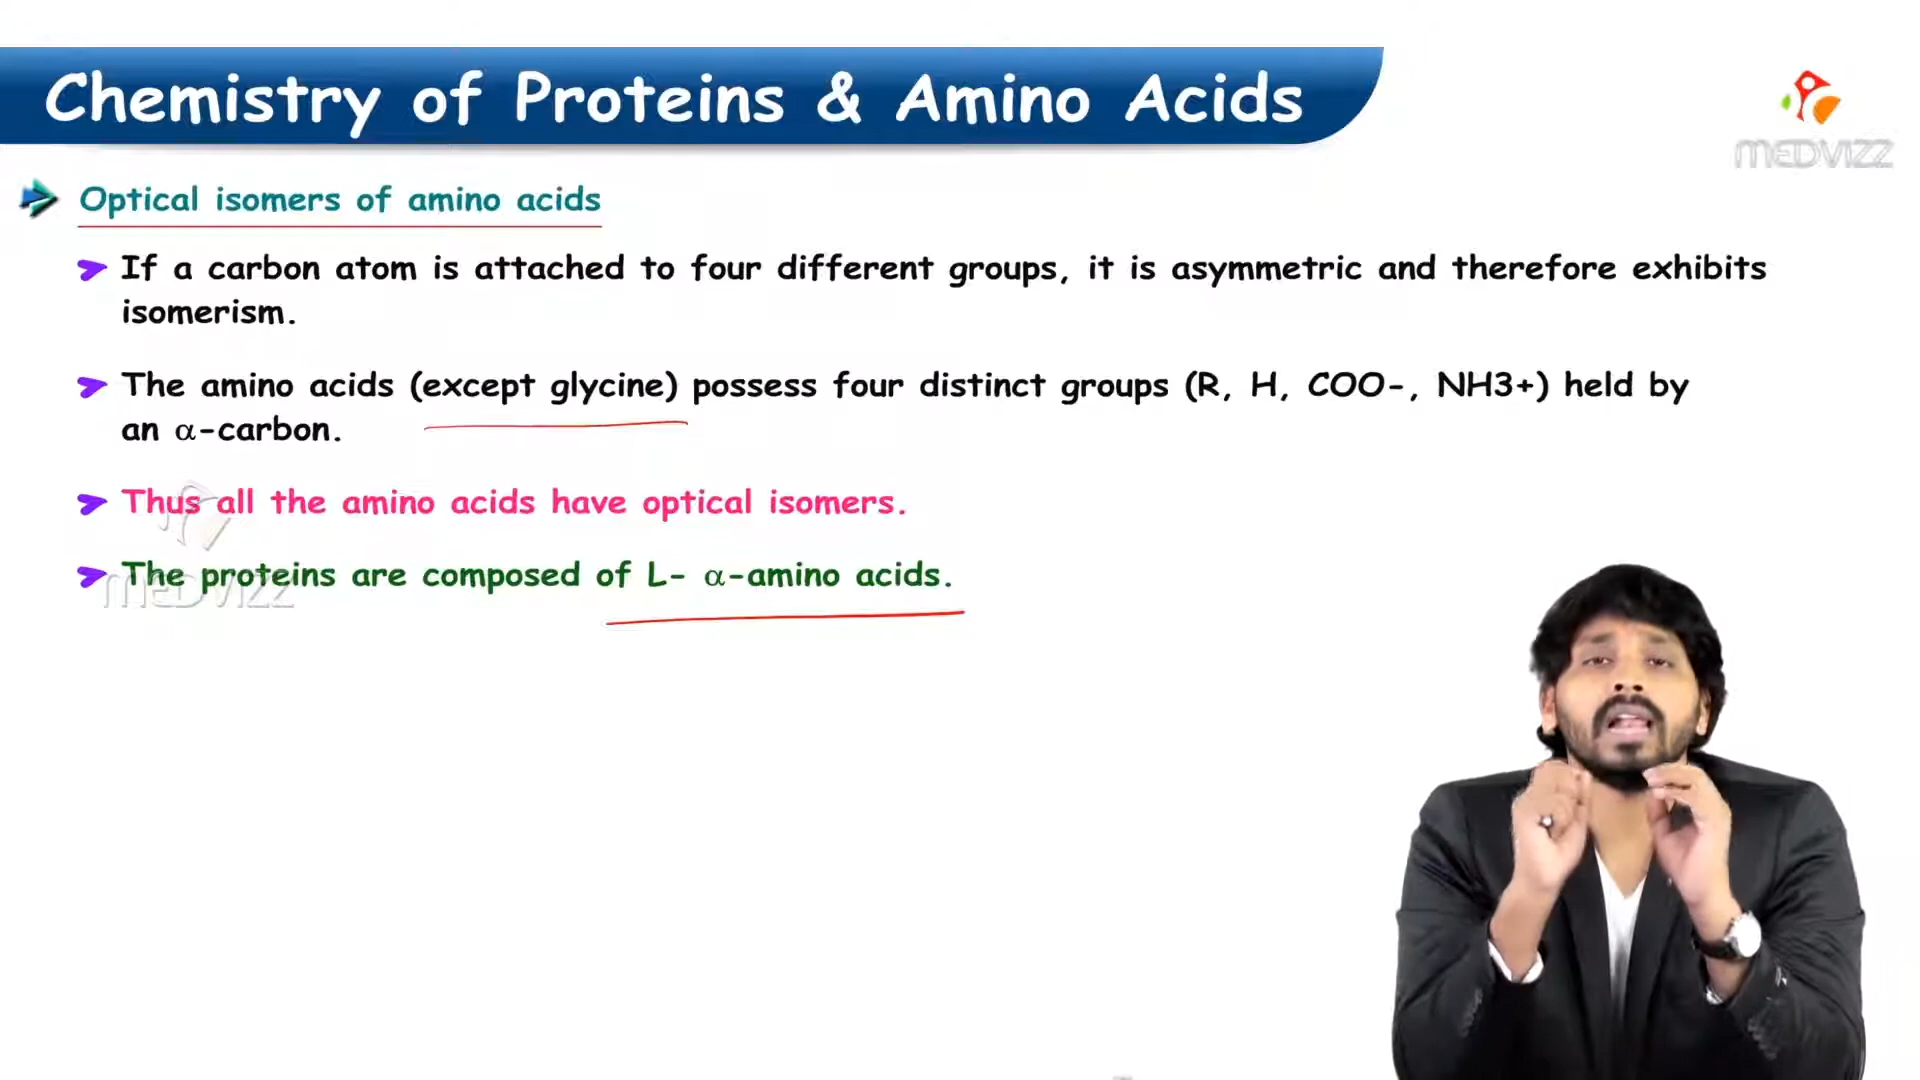 Chemistry of Proteins & Amino Acids
MEDVIZZ
Optical isomers of amino acids
If a carbon atom is attached to four different groups, it is asymmetric and therefore exhibits
isomerism.
The amino acids (except glycine) possess four distinct groups (R, H, COO-, NH3+) held by
an α-carbon.
Thus all the amino acids have optical isomers.
The proteins are composed of L- α-amino acids.
MEDVIZZ